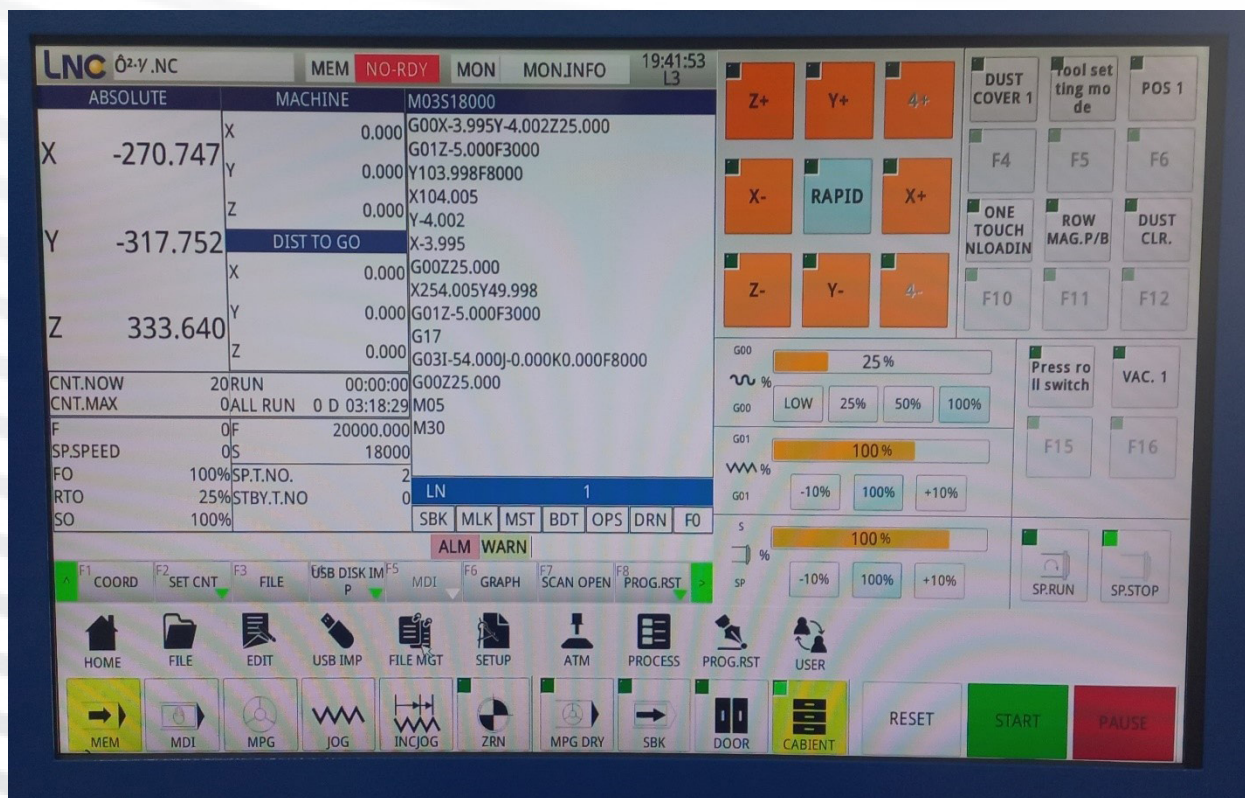 LNC Ô²·Ý .NC MEM NO-RDY MON MON.INFO 19:41:53
L3
ABSOLUTE MACHINE
X -270.747
Y -317.752
Z 333.640
X 0.000
Y 0.000
Z 0.000
DIST TO GO
X 0.000
Y 0.000
Z 0.000
CNT.NOW 20
CNT.MAX 0
RUN 00:00:00
ALL RUN 0 D 03:18:29
F 0
SP.SPEED 0
FO 100%
RTO 25%
SO 100%
F 20000.000
S 18000
SP.T.NO. 2
STBY.T.NO 0
M03S18000
G00X-3.995Y-4.002Z25.000
G01Z-5.000F3000
Y103.998F8000
X104.005
Y-4.002
X-3.995
G00Z25.000
X254.005Y49.998
G01Z-5.000F3000
G17
G03I-54.000J-0.000K0.000F8000
G00Z25.000
M05
M30
LN 1
SBK MLK MST BDT OPS DRN F0
ALM WARN
F1 COORD
F2 SET CNT
F3 FILE
USB DISK IM
P
F5 MDI
F6 GRAPH
F7 SCAN OPEN
F8 PROG.RST
>
HOME FILE EDIT USB IMP FILE MGT SETUP ATM PROCESS PROG.RST USER
MEM MDI MPG JOG INCJOG ZRN MPG DRY SBK DOOR CABIENT RESET START PAUSE
Z+ Y+ 4+
X- RAPID X+
Z- Y- 4-
DUST
COVER 1
Tool set
ting mo
de
POS 1
F4 F5 F6
ONE
TOUCH
NLOADIN
ROW
MAG.P/B
DUST
CLR.
F10 F11 F12
G00
25 %
%
G00 LOW 25% 50% 100%
G01
100 %
%
G01 -10% 100% +10%
S
100 %
%
SP -10% 100% +10%
Press ro
ll switch
VAC. 1
F15 F16
SP.RUN SP.STOP